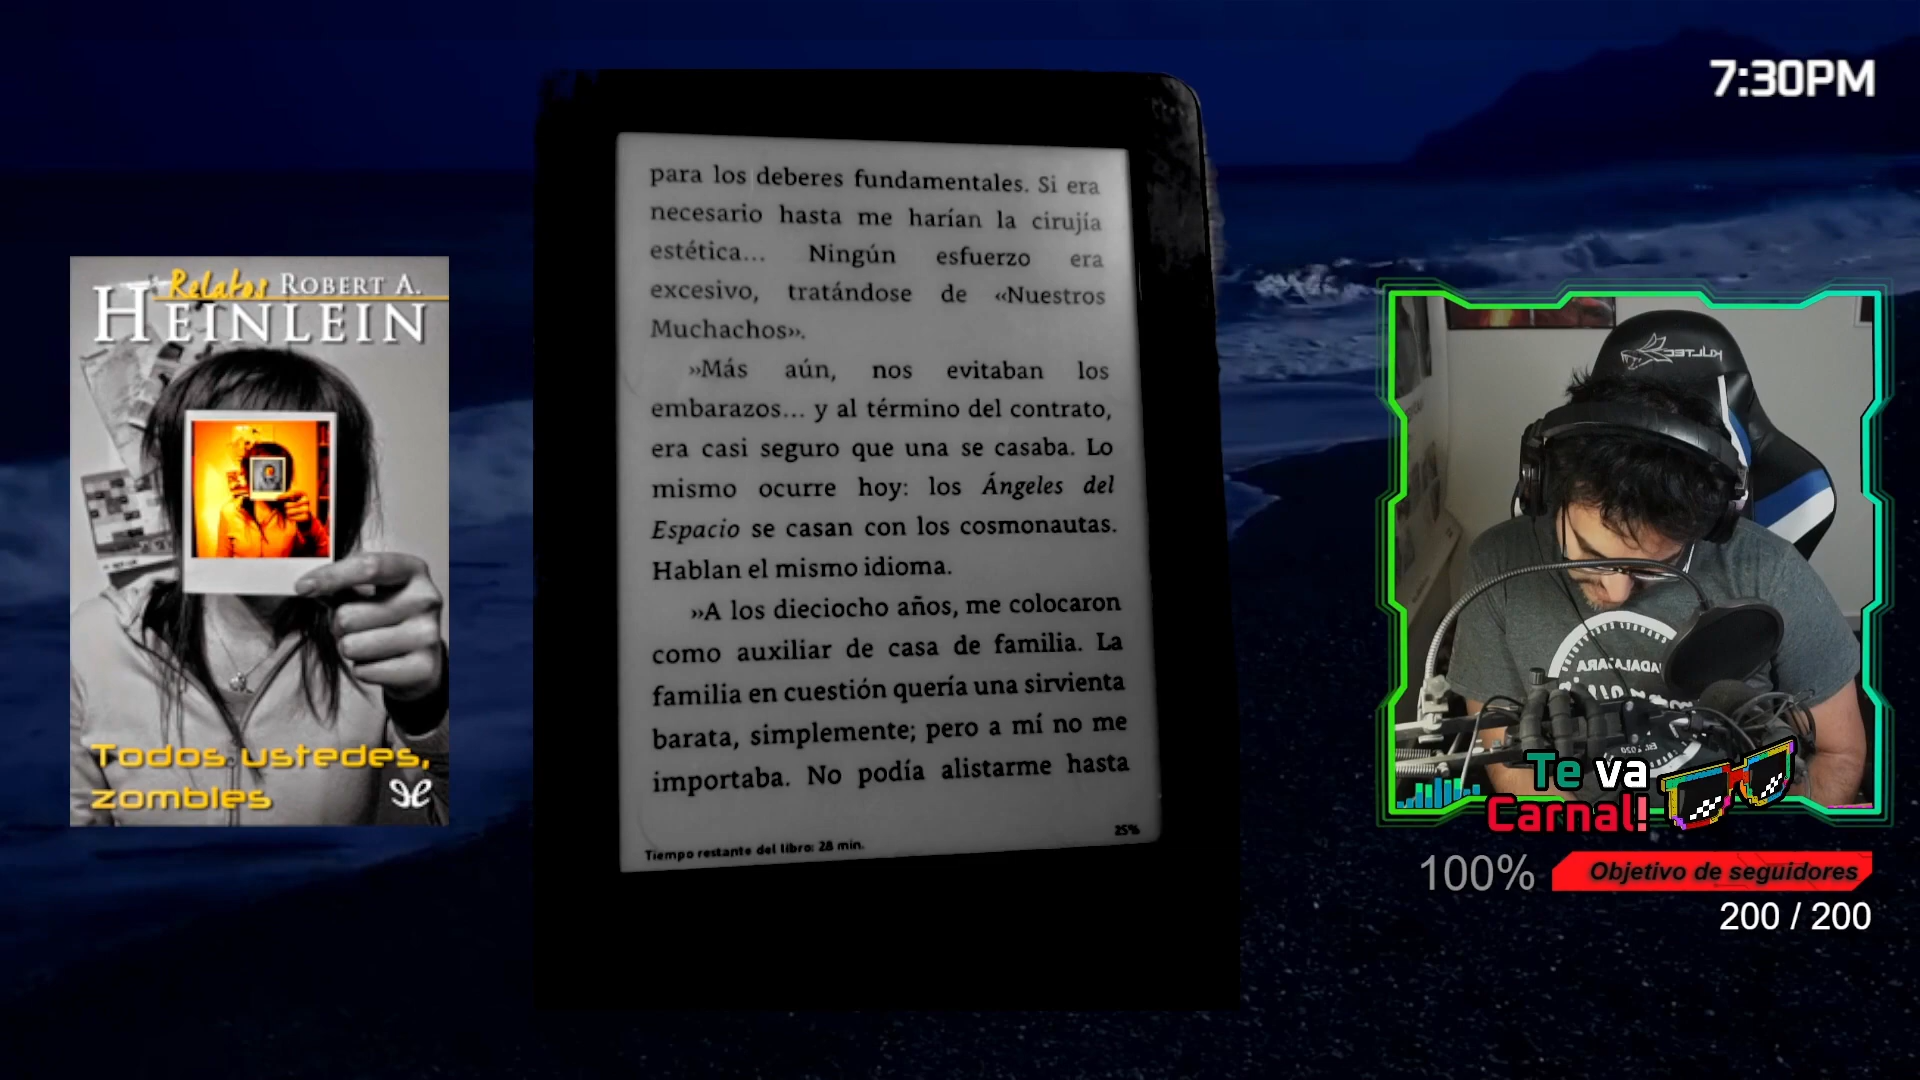 7:30PM
Relatos ROBERT A.
HEINLEIN
Todos ustedes,
zombies
para los deberes fundamentales. Si era
necesario hasta me harían la cirujía
estética... Ningún esfuerzo era
excesivo, tratándose de «Nuestros
Muchachos».
»Más aún, nos evitaban los
embarazos... y al término del contrato,
era casi seguro que una se casaba. Lo
mismo ocurre hoy: los Ángeles del
Espacio se casan con los cosmonautas.
Hablan el mismo idioma.
»A los dieciocho años, me colocaron
como auxiliar de casa de familia. La
familia en cuestión quería una sirvienta
barata, simplemente; pero a mí no me
importaba. No podía alistarme hasta
Tiempo restante del libro: 28 min.
25%
Te va
Carnal!
100% Objetivo de seguidores
200 / 200